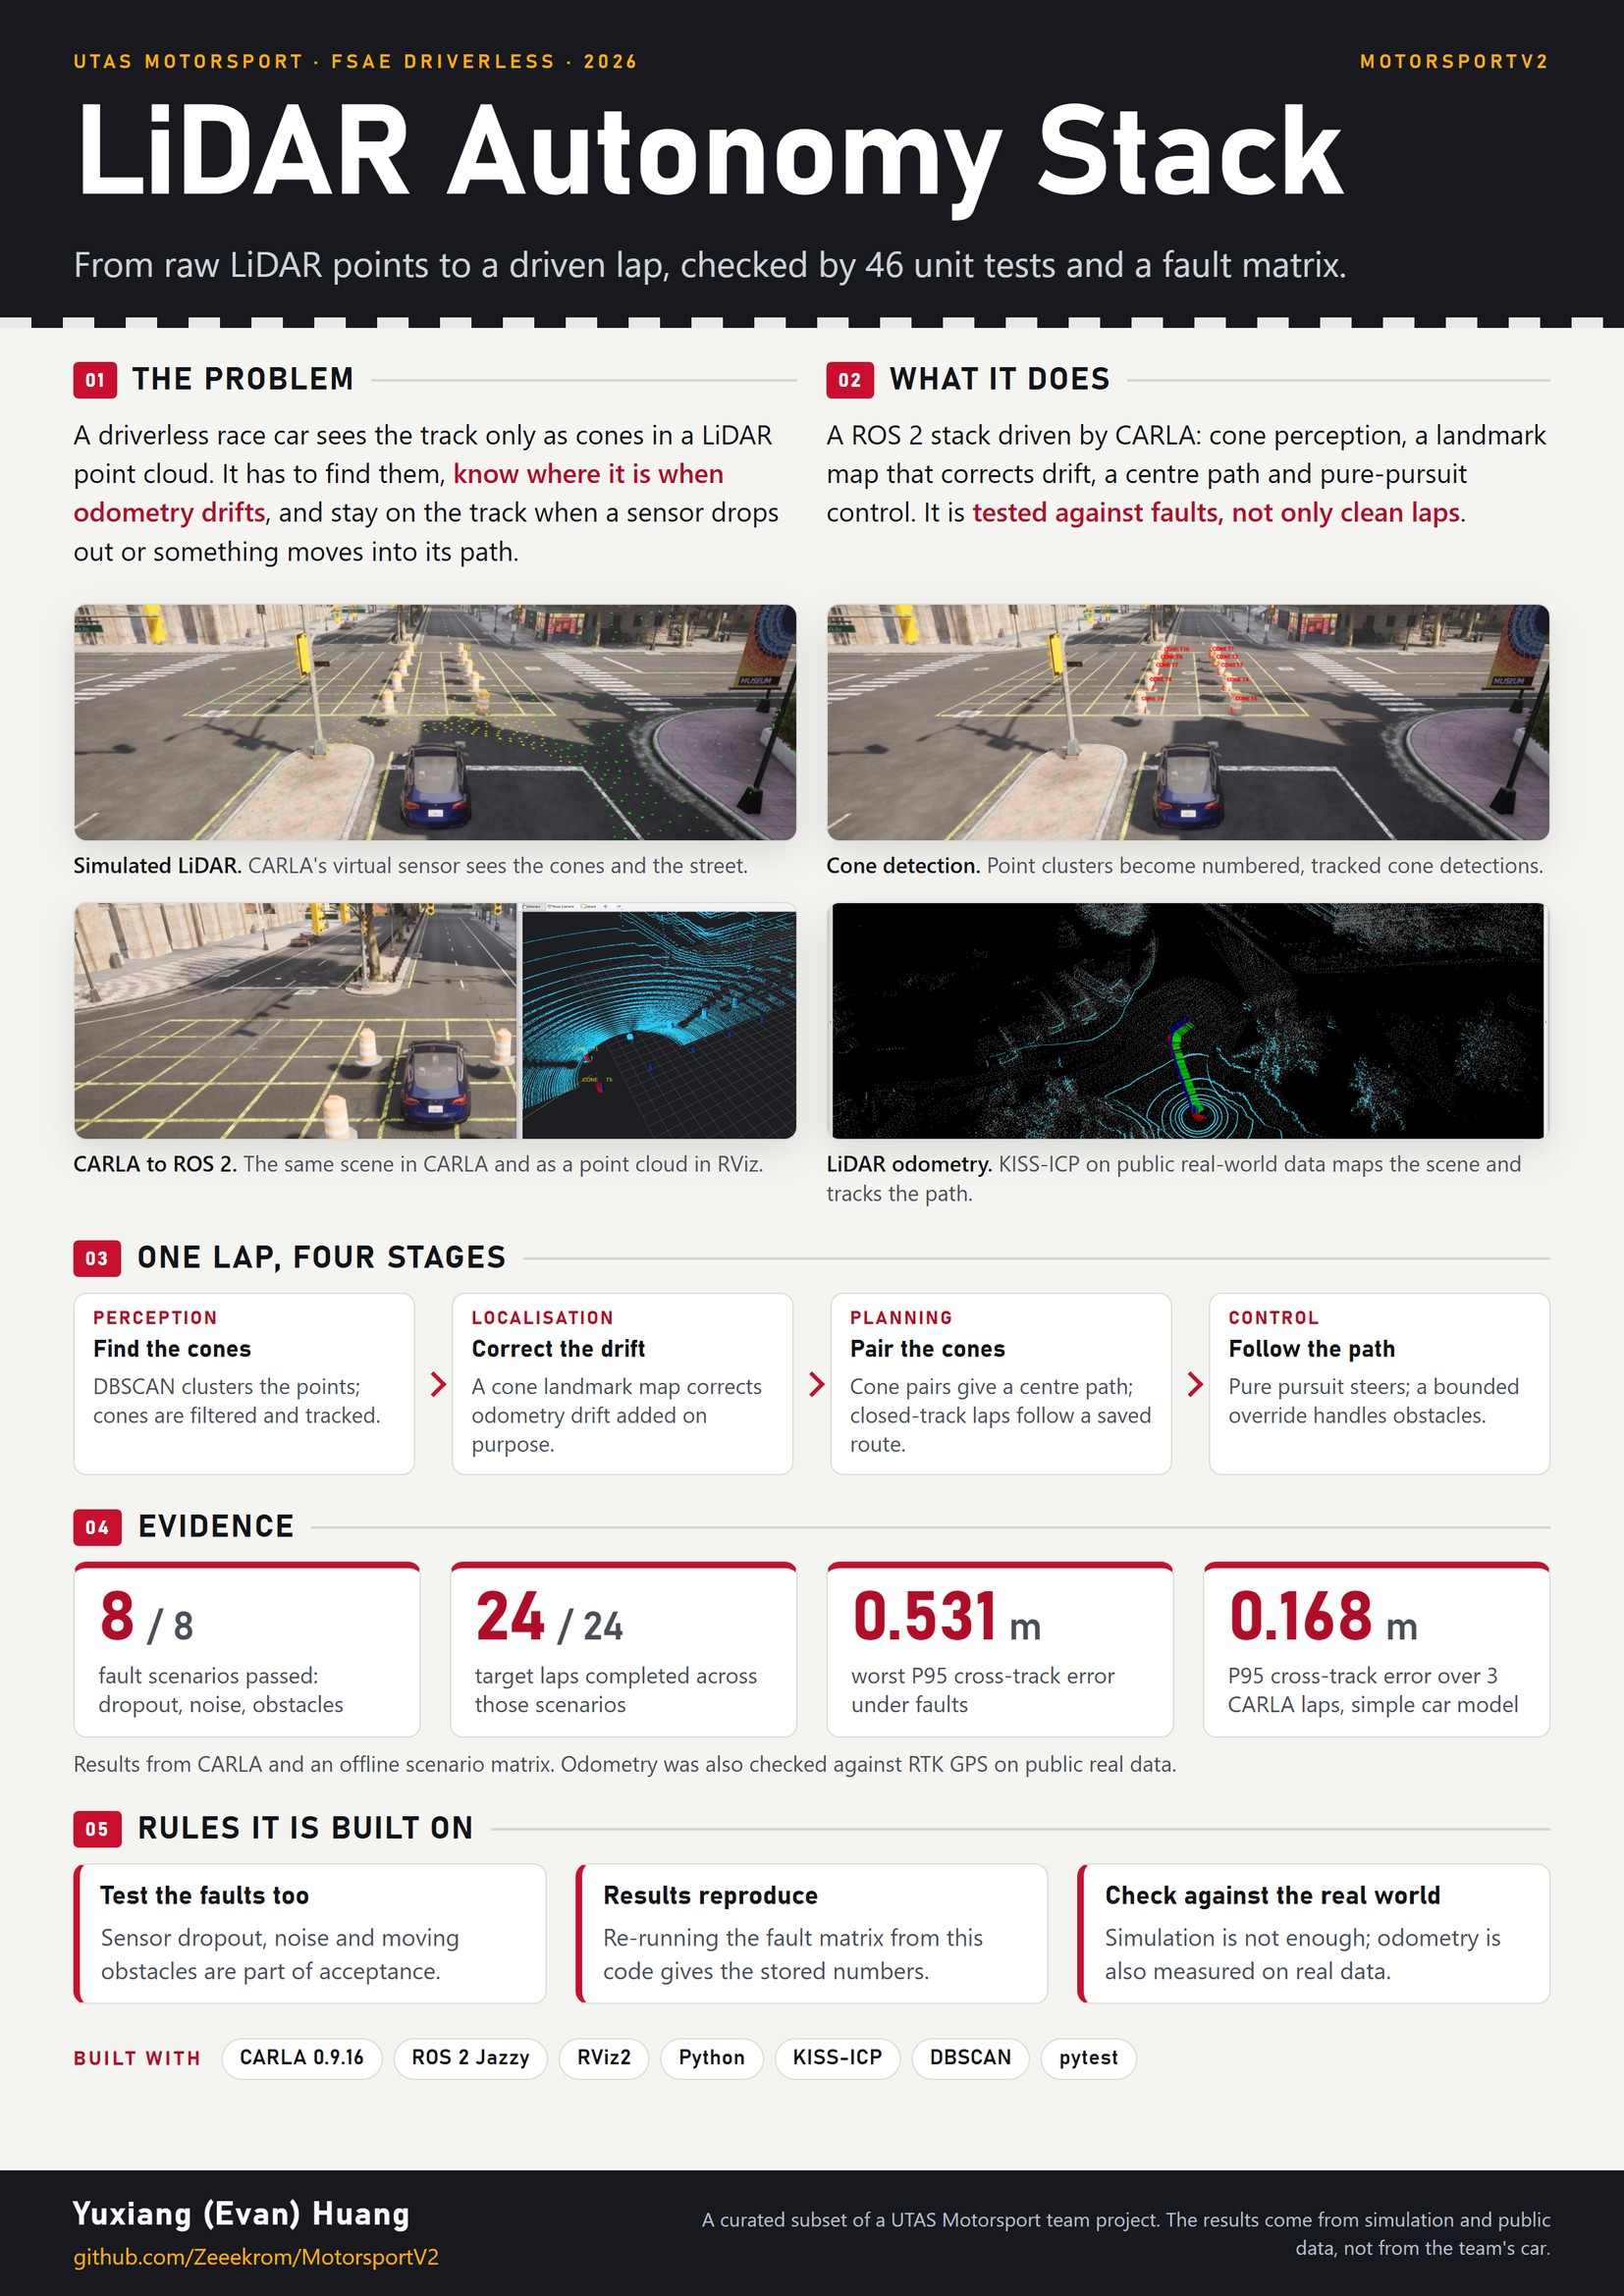 UTAS MOTORSPORT · FSAE DRIVERLESS · 2026
MOTORSPORTV2
LiDAR Autonomy Stack
From raw LiDAR points to a driven lap, checked by 46 unit tests and a fault matrix.
01 THE PROBLEM
A driverless race car sees the track only as cones in a LiDAR
point cloud. It has to find them, know where it is when
odometry drifts, and stay on the track when a sensor drops
out or something moves into its path.
02 WHAT IT DOES
A ROS 2 stack driven by CARLA: cone perception, a landmark
map that corrects drift, a centre path and pure-pursuit
control. It is tested against faults, not only clean laps.
MUSEUM
MUSEUM
Simulated LiDAR. CARLA's virtual sensor sees the cones and the street.
Cone detection. Point clusters become numbered, tracked cone detections.
CARLA to ROS 2. The same scene in CARLA and as a point cloud in RViz.
LiDAR odometry. KISS-ICP on public real-world data maps the scene and
tracks the path.
03 ONE LAP, FOUR STAGES
PERCEPTION
Find the cones
DBSCAN clusters the points;
cones are filtered and tracked.
LOCALISATION
Correct the drift
A cone landmark map corrects
odometry drift added on
purpose.
PLANNING
Pair the cones
Cone pairs give a centre path;
closed-track laps follow a saved
route.
CONTROL
Follow the path
Pure pursuit steers; a bounded
override handles obstacles.
04 EVIDENCE
8 / 8
fault scenarios passed:
dropout, noise, obstacles
24 / 24
target laps completed across
those scenarios
0.531 m
worst P95 cross-track error
under faults
0.168 m
P95 cross-track error over 3
CARLA laps, simple car model
Results from CARLA and an offline scenario matrix. Odometry was also checked against RTK GPS on public real data.
05 RULES IT IS BUILT ON
Test the faults too
Sensor dropout, noise and moving
obstacles are part of acceptance.
Results reproduce
Re-running the fault matrix from this
code gives the stored numbers.
Check against the real world
Simulation is not enough; odometry is
also measured on real data.
BUILT WITH
CARLA 0.9.16
ROS 2 Jazzy
RViz2
Python
KISS-ICP
DBSCAN
pytest
Yuxiang (Evan) Huang
github.com/Zeeekrom/MotorsportV2
A curated subset of a UTAS Motorsport team project. The results come from simulation and public
data, not from the team's car.